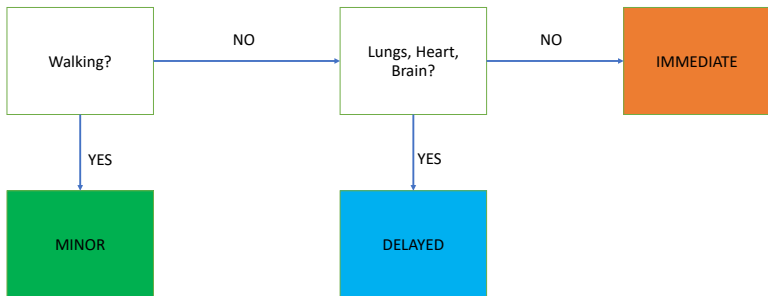 NO
Walking?
Lungs, Heart,
Brain?
NO
IMMEDIATE
YES
YES
MINOR
DELAYED